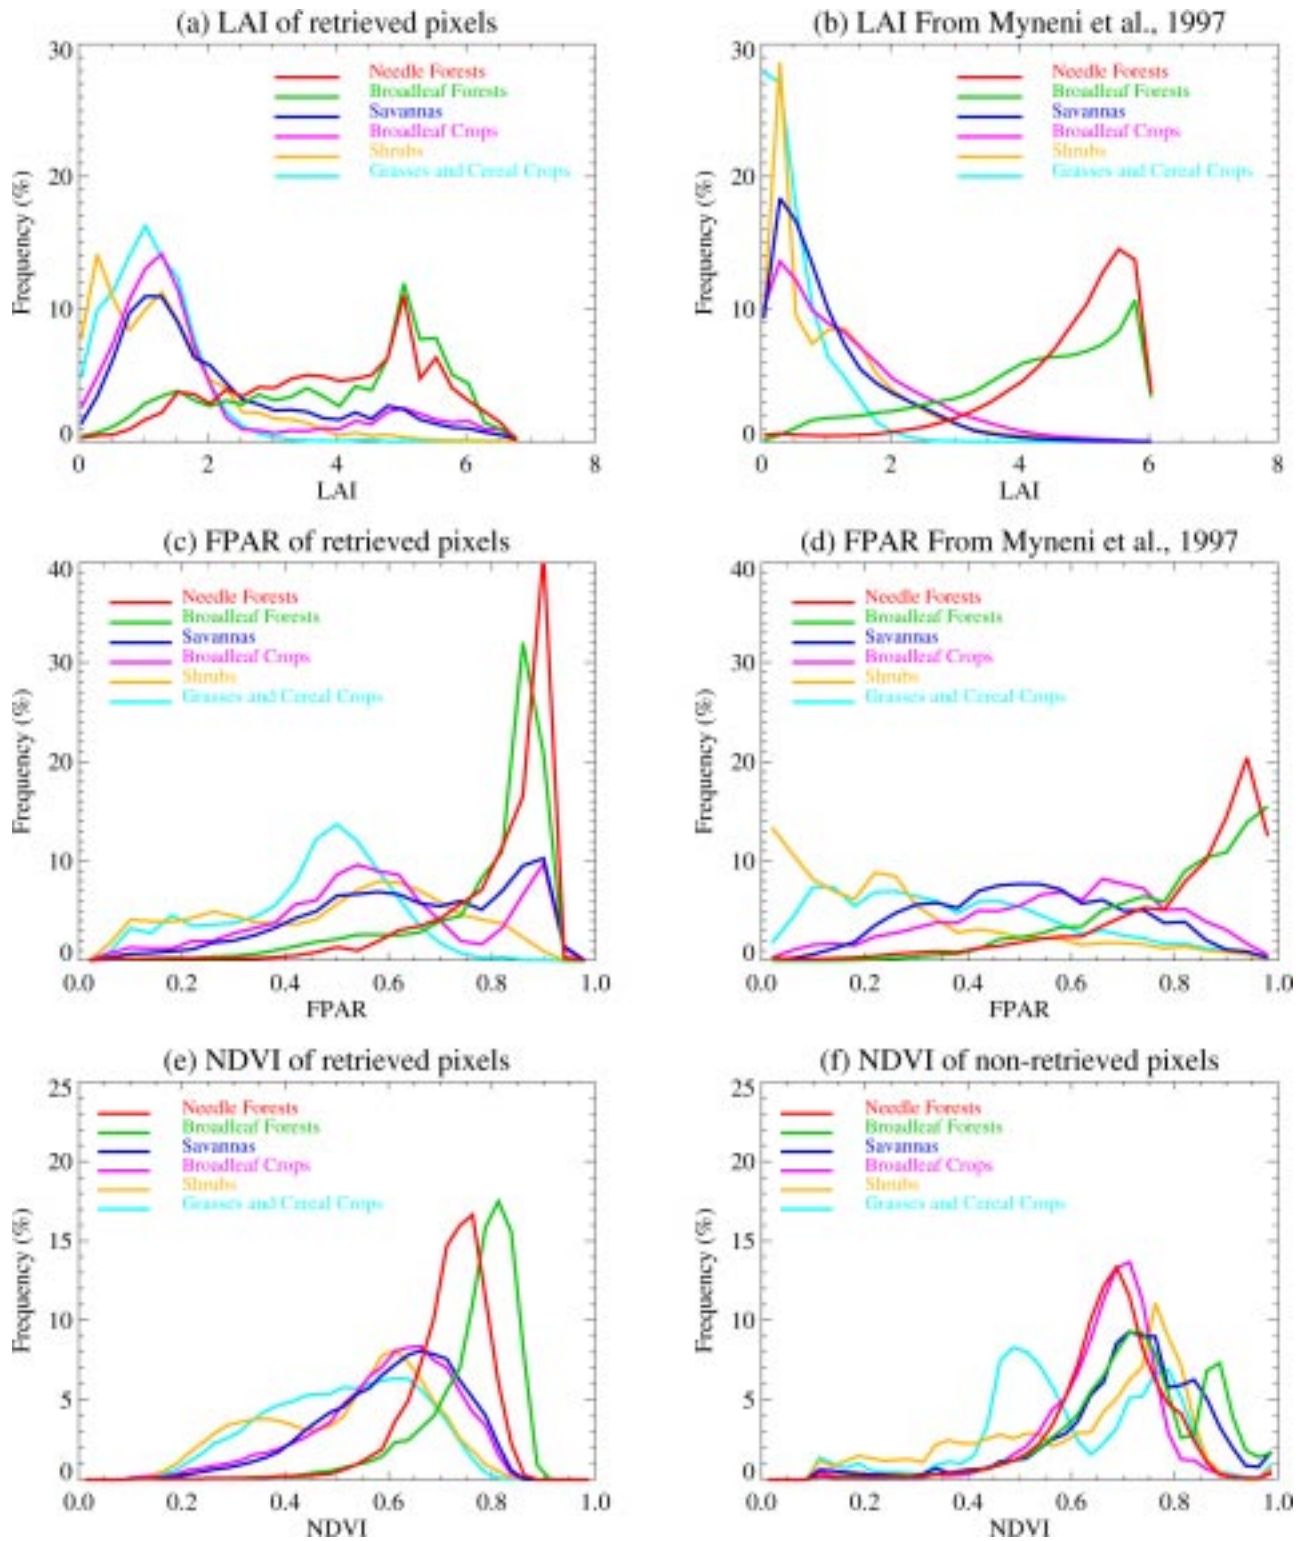 (a) LAI of retrieved pixels
30
20
10
0
Frequency (%)
Needle Forests
Broadleaf Forests
Savannas
Broadleaf Crops
Shrubs
Grasses and Cereal Crops
0 2 4 6 8
LAI
(b) LAI From Myneni et al., 1997
30
20
10
0
Frequency (%)
Needle Forests
Broadleaf Forests
Savannas
Broadleaf Crops
Shrubs
Grasses and Cereal Crops
0 2 4 6 8
LAI
(c) FPAR of retrieved pixels
40
30
20
10
0
Frequency (%)
Needle Forests
Broadleaf Forests
Savannas
Broadleaf Crops
Shrubs
Grasses and Cereal Crops
0.0 0.2 0.4 0.6 0.8 1.0
FPAR
(d) FPAR From Myneni et al., 1997
40
30
20
10
0
Frequency (%)
Needle Forests
Broadleaf Forests
Savannas
Broadleaf Crops
Shrubs
Grasses and Cereal Crops
0.0 0.2 0.4 0.6 0.8 1.0
FPAR
(e) NDVI of retrieved pixels
25
20
15
10
5
0
Frequency (%)
Needle Forests
Broadleaf Forests
Savannas
Broadleaf Crops
Shrubs
Grasses and Cereal Crops
0.0 0.2 0.4 0.6 0.8 1.0
NDVI
(f) NDVI of non-retrieved pixels
25
20
15
10
5
0
Frequency (%)
Needle Forests
Broadleaf Forests
Savannas
Broadleaf Crops
Shrubs
Grasses and Cereal Crops
0.0 0.2 0.4 0.6 0.8 1.0
NDVI